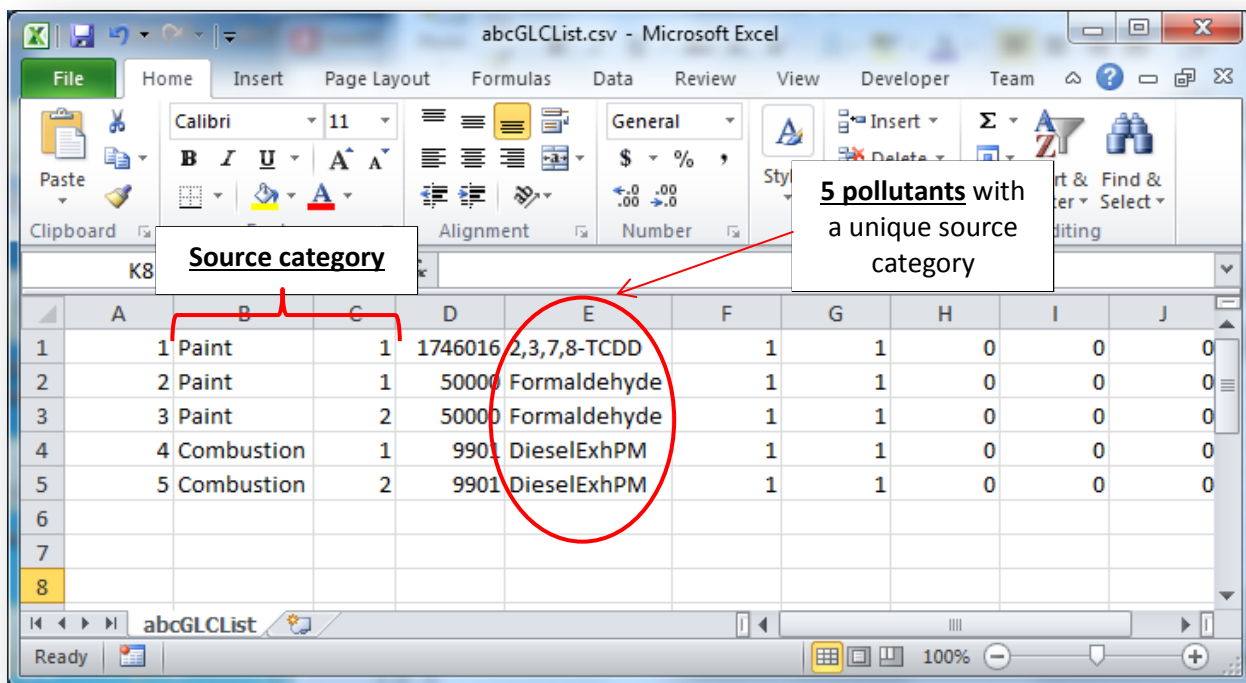 abcGLCList.csv - Microsoft Excel
File Home Insert Page Layout Formulas Data Review View Developer Team
Calibri 11 General Insert
B I U A A $ % , Delete
Paste
Clipboard Alignment Number
Find &
Select
Source category
5 pollutants with
a unique source
category
K8
A B C D E F G H I J
1 1 Paint 1 1746016 2,3,7,8-TCDD 1 1 0 0 0
2 2 Paint 1 50000 Formaldehyde 1 1 0 0 0
3 3 Paint 2 50000 Formaldehyde 1 1 0 0 0
4 4 Combustion 1 9901 DieselExhPM 1 1 0 0 0
5 5 Combustion 2 9901 DieselExhPM 1 1 0 0 0
6
7
8
abcGLCList
Ready 100%